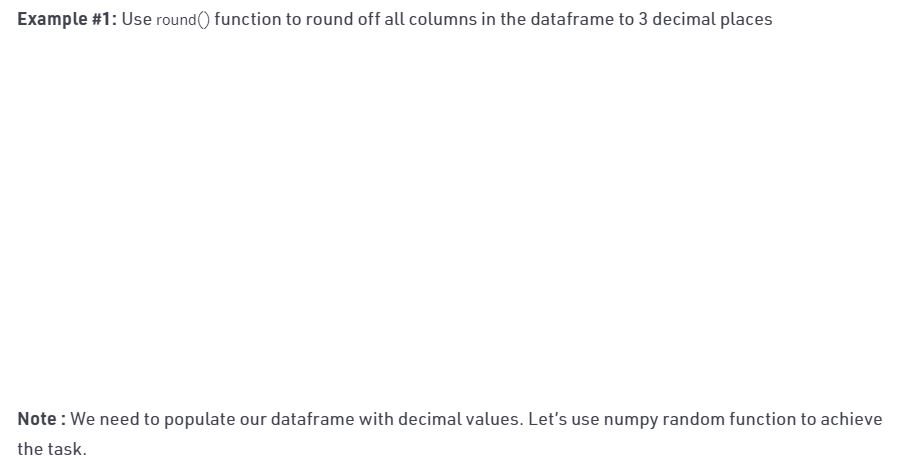 Example #1: Use round() function to round off all columns in the dataframe to 3 decimal places
Note : We need to populate our dataframe with decimal values. Let’s use numpy random function to achieve
the task.